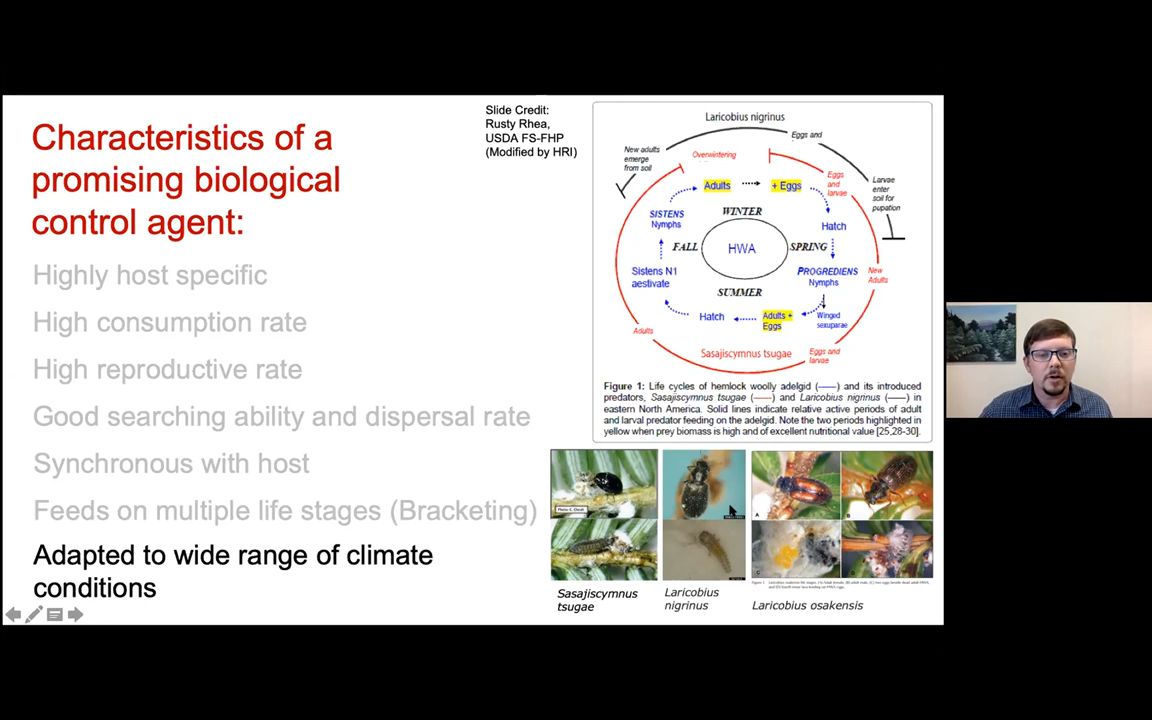 Characteristics of a
promising biological
control agent:
Highly host specific
High consumption rate
High reproductive rate
Good searching ability and dispersal rate
Synchronous with host
Feeds on multiple life stages (Bracketing)
Adapted to wide range of climate
conditions
Slide Credit:
Rusty Rhea,
USDA FS-FHP
(Modified by HRI)
Laricobius nigrinus
Eggs and
New adults
emerge
from soil
Overwintering
Eggs
and
larvae
Larvae
enter
soil for
pupation
Adults
+ Eggs
SISTENS
Nymphs
WINTER
Hatch
FALL
HWA
SPRING
Sistens N1
aestivate
PROGREDIENS
Nymphs
New
Adults
SUMMER
Hatch
Adults +
Eggs
Winged
sexuparae
Adults
Sasajiscymnus tsugae
Eggs and
larvae
Figure 1: Life cycles of hemlock woolly adelgid (——) and its introduced
predators, Sasajiscymnus tsugae (——) and Laricobius nigrinus (——) in
eastern North America. Solid lines indicate relative active periods of adult
and larval predator feeding on the adelgid. Note the two periods highlighted in
yellow when prey biomass is high and of excellent nutritional value [25,28-30].
A
B
C
Sasajiscymnus
tsugae
Laricobius
nigrinus
Laricobius osakensis